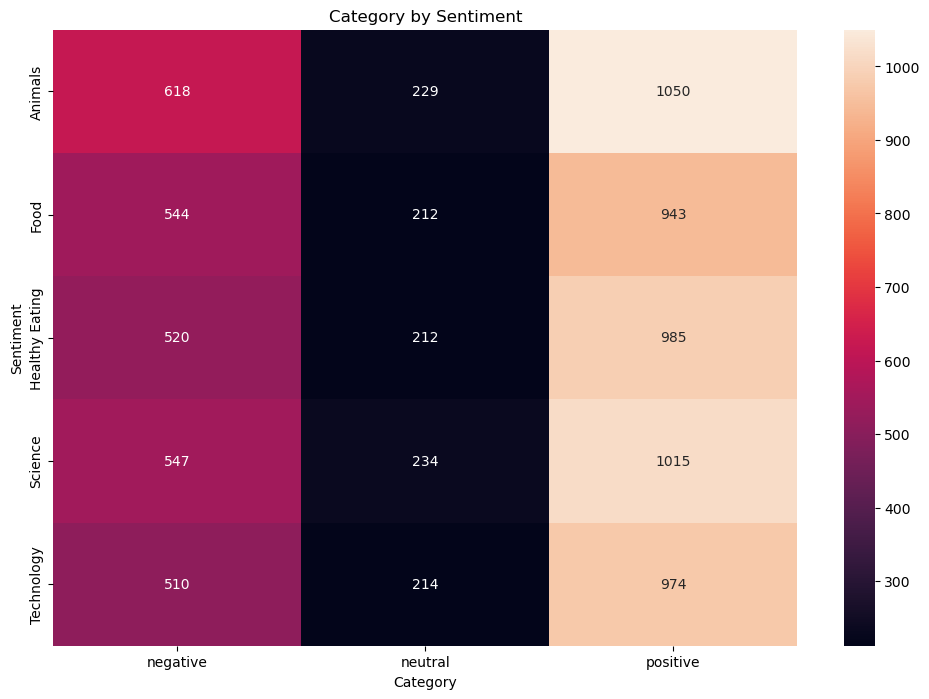 Category by Sentiment
Animals 618 229 1050
Food 544 212 943
Healthy Eating 520 212 985
Science 547 234 1015
Technology 510 214 974
negative neutral positive
Category
Sentiment
1000
900
800
700
600
500
400
300